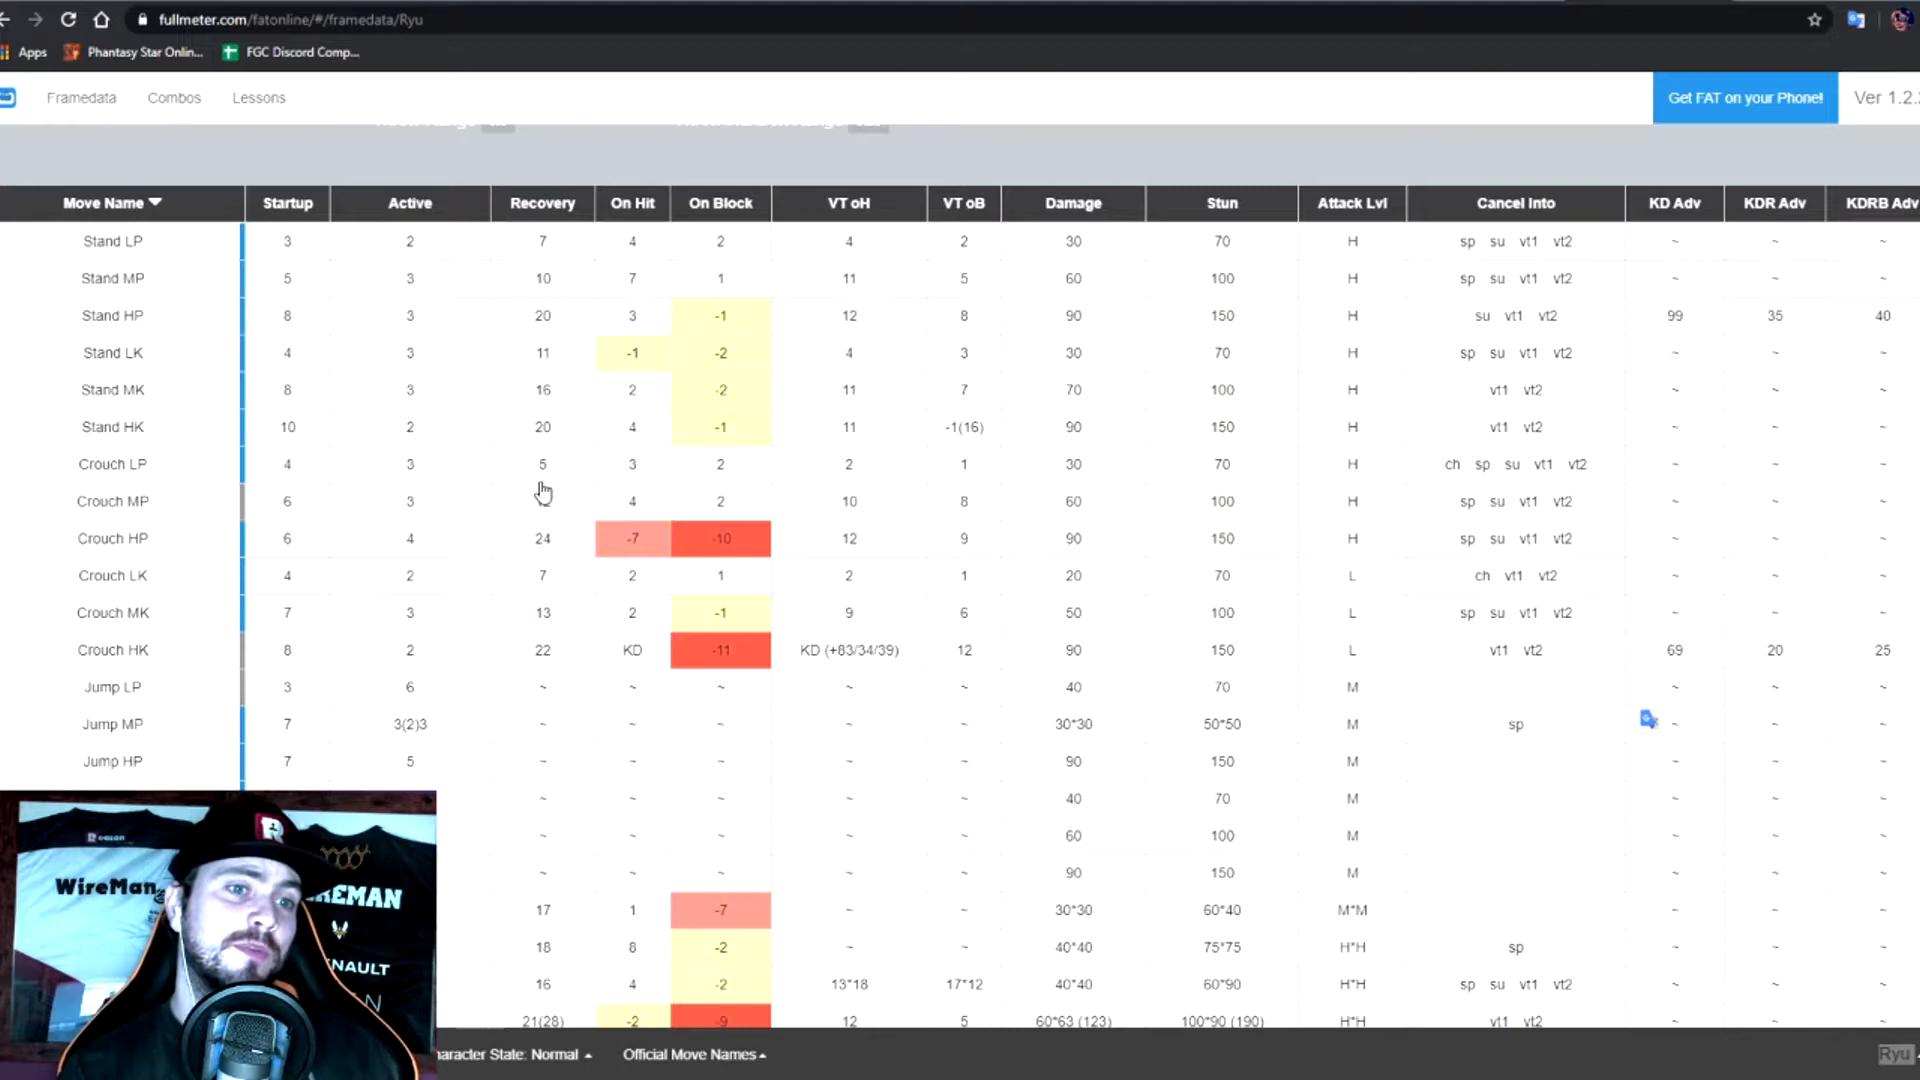 fullmeter.com/fatonline/#/framedata/Ryu
Apps Phantasy Star Onlin... FGC Discord Comp...
Framedata Combos Lessons Get FAT on your Phone! Ver 1.2.
Move Name Startup Active Recovery On Hit On Block VT oH VT oB Damage Stun Attack Lvl Cancel Into KD Adv KDR Adv KDRB Adv
Stand LP 3 2 7 4 2 4 2 30 70 H sp su vt1 vt2 ~ ~ ~
Stand MP 5 3 10 7 1 11 5 60 100 H sp su vt1 vt2 ~ ~ ~
Stand HP 8 3 20 3 -1 12 8 90 150 H su vt1 vt2 99 35 40
Stand LK 4 3 11 -1 -2 4 3 30 70 H sp su vt1 vt2 ~ ~ ~
Stand MK 8 3 16 2 -2 11 7 70 100 H vt1 vt2 ~ ~ ~
Stand HK 10 2 20 4 -1 11 -1(16) 90 150 H vt1 vt2 ~ ~ ~
Crouch LP 4 3 5 3 2 2 1 30 70 H ch sp su vt1 vt2 ~ ~ ~
Crouch MP 6 3 4 2 10 8 60 100 H sp su vt1 vt2 ~ ~ ~
Crouch HP 6 4 24 -7 -10 12 9 90 150 H sp su vt1 vt2 ~ ~ ~
Crouch LK 4 2 7 2 1 2 1 20 70 L ch vt1 vt2 ~ ~ ~
Crouch MK 7 3 13 2 -1 9 6 50 100 L sp su vt1 vt2 ~ ~ ~
Crouch HK 8 2 22 KD -11 KD (+83/34/39) 12 90 150 L vt1 vt2 69 20 25
Jump LP 3 6 ~ ~ ~ ~ ~ 40 70 M ~ ~ ~
Jump MP 7 3(2)3 ~ ~ ~ ~ ~ 30*30 50*50 M sp ~ ~ ~
Jump HP 7 5 ~ ~ ~ ~ ~ 90 150 M ~ ~ ~
~ ~ ~ ~ ~ 40 70 M ~ ~ ~
~ ~ ~ ~ ~ 60 100 M ~ ~ ~
~ ~ ~ ~ ~ 90 150 M ~ ~ ~
17 1 -7 ~ ~ 30*30 60*40 M*M ~ ~ ~
18 8 -2 ~ ~ 40*40 75*75 H*H sp ~ ~ ~
16 4 -2 13*18 17*12 40*40 60*90 H*H sp su vt1 vt2 ~ ~ ~
21(28) -2 -9 12 5 60*63 (123) 100*90 (190) H*H vt1 vt2 ~ ~ ~
WireMan
REMAN
NAULT
aracter State: Normal Official Move Names Ryu